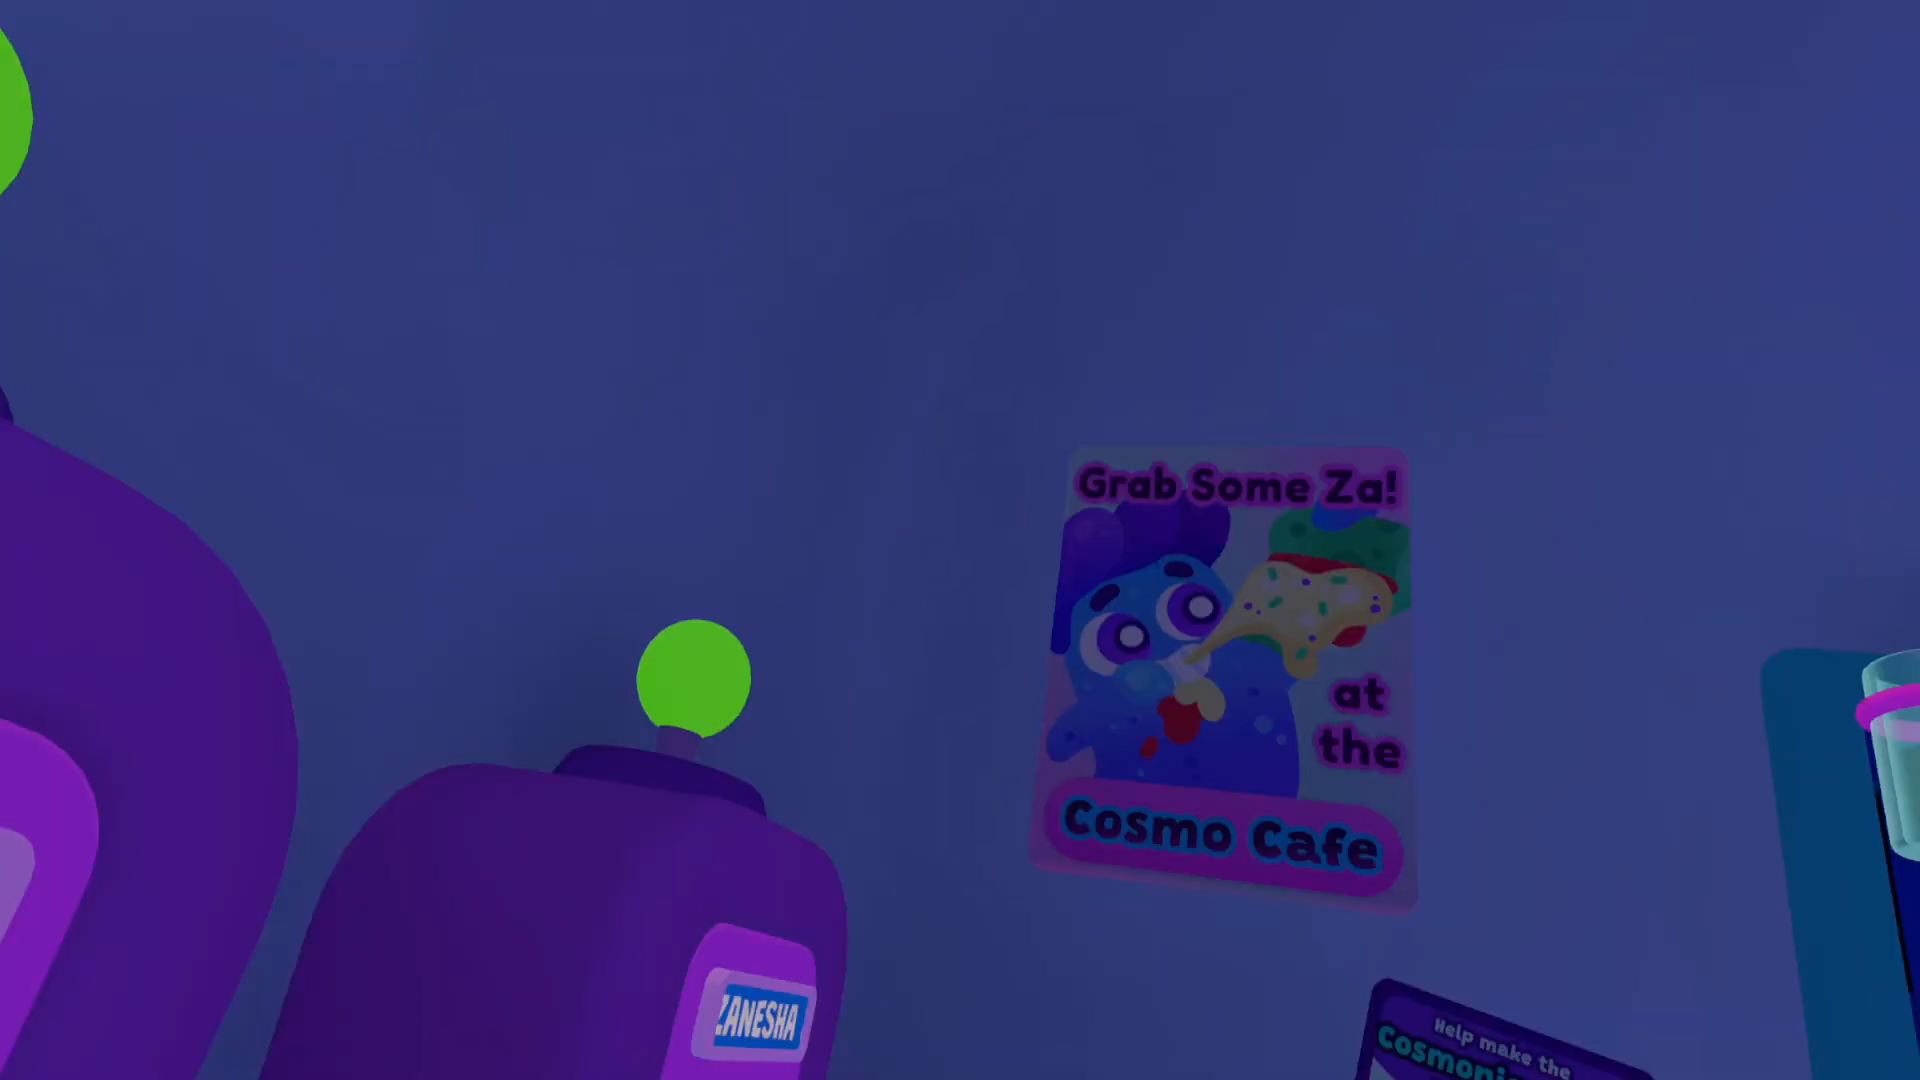 Grab Some Za!
at
the
Cosmo Cafe
ZANESHA
Help make the